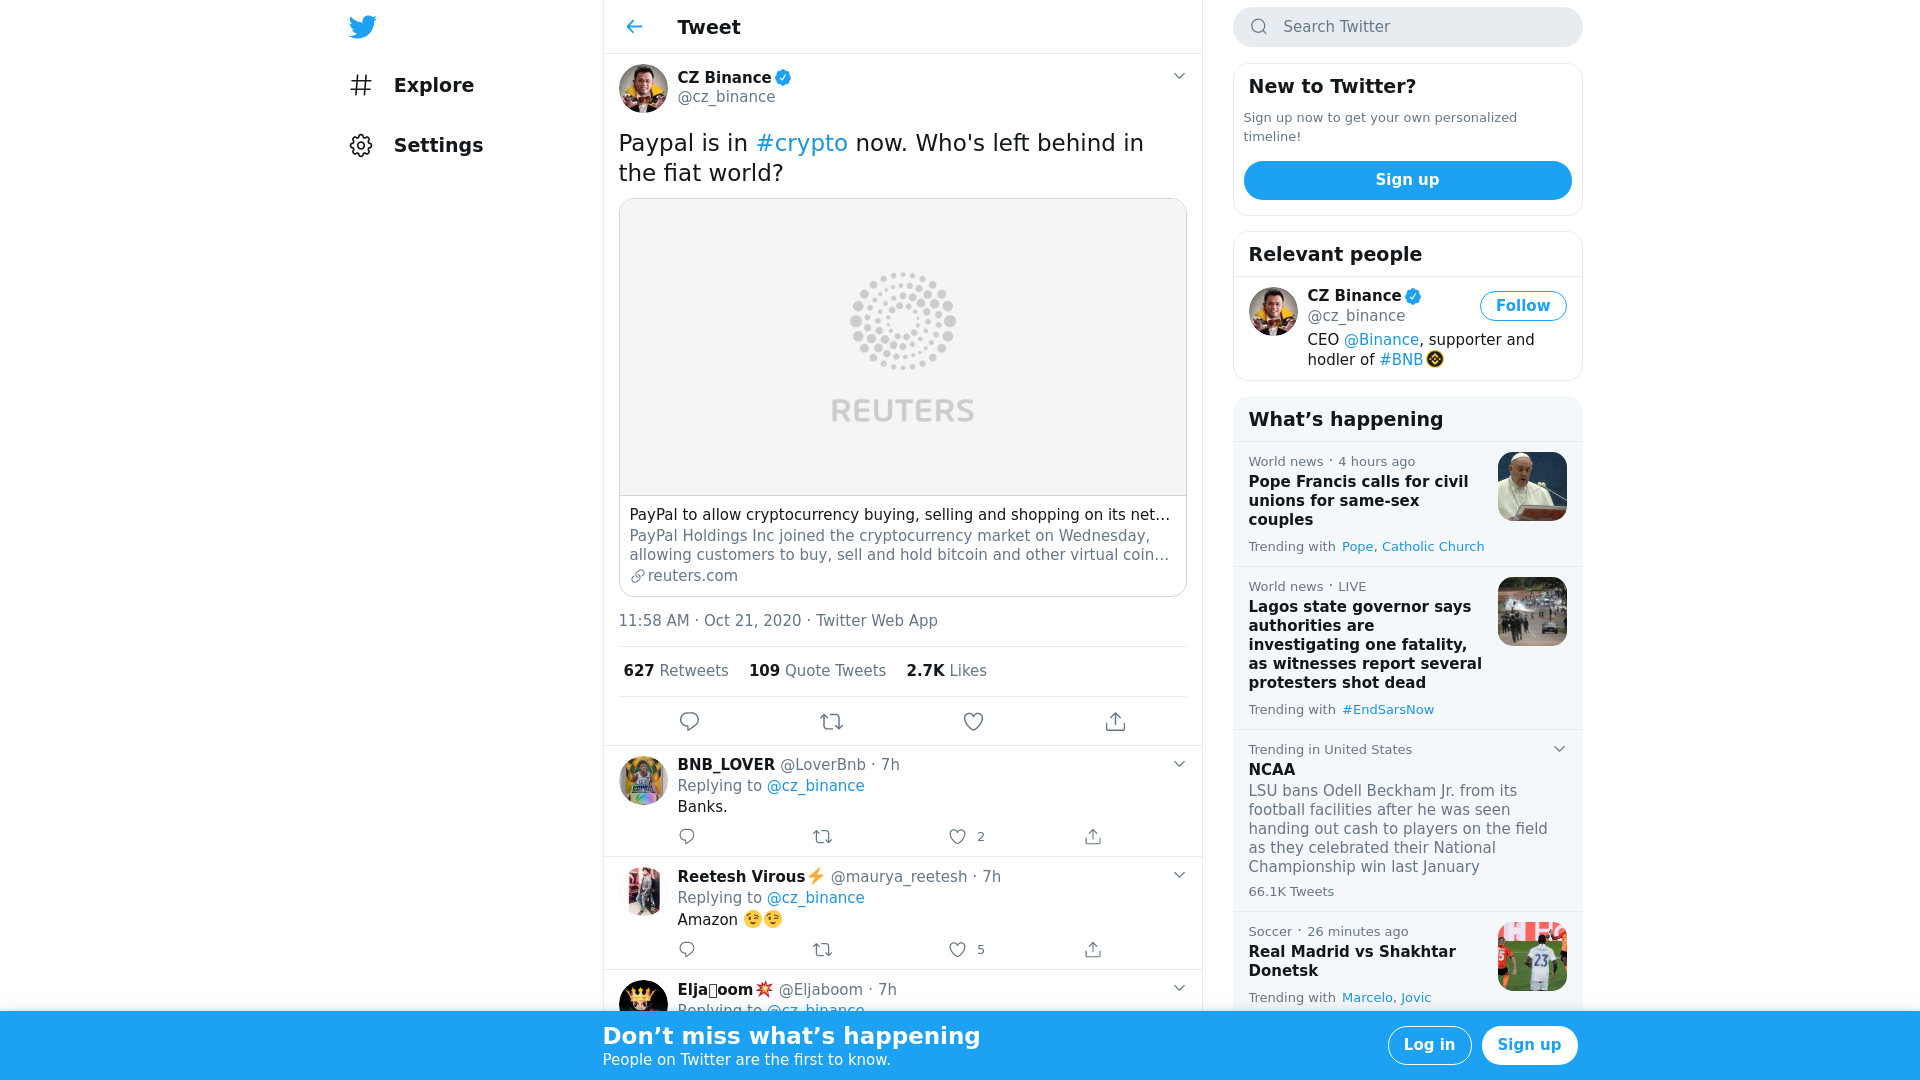 Explore
Settings
Tweet
CZ Binance
@cz_binance
Paypal is in #crypto now. Who's left behind in
the fiat world?
REUTERS
PayPal to allow cryptocurrency buying, selling and shopping on its net…
PayPal Holdings Inc joined the cryptocurrency market on Wednesday,
allowing customers to buy, sell and hold bitcoin and other virtual coin…
reuters.com
11:58 AM · Oct 21, 2020 · Twitter Web App
627 Retweets 109 Quote Tweets 2.7K Likes
BNB_LOVER @LoverBnb · 7h
Replying to @cz_binance
Banks.
2
Reetesh Virous⚡ @maurya_reetesh · 7h
Replying to @cz_binance
Amazon 😉😉
5
Elja▯oom💥 @Eljaboom · 7h
Replying to @cz_binance
Search Twitter
New to Twitter?
Sign up now to get your own personalized
timeline!
Sign up
Relevant people
CZ Binance
@cz_binance
Follow
CEO @Binance, supporter and
hodler of #BNB
What's happening
World news · 4 hours ago
Pope Francis calls for civil
unions for same-sex
couples
Trending with Pope, Catholic Church
World news · LIVE
Lagos state governor says
authorities are
investigating one fatality,
as witnesses report several
protesters shot dead
Trending with #EndSarsNow
Trending in United States
NCAA
LSU bans Odell Beckham Jr. from its
football facilities after he was seen
handing out cash to players on the field
as they celebrated their National
Championship win last January
66.1K Tweets
Soccer · 26 minutes ago
Real Madrid vs Shakhtar
Donetsk
23
Trending with Marcelo, Jovic
Don't miss what's happening
People on Twitter are the first to know.
Log in
Sign up